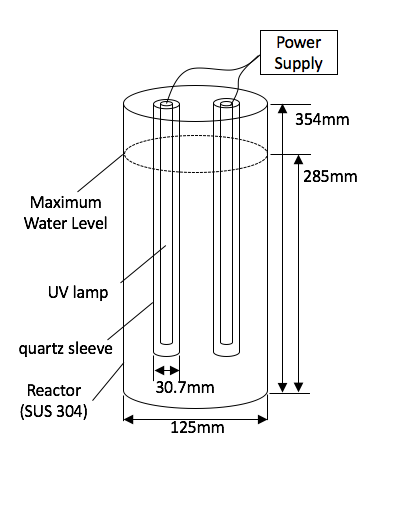 Power
Supply
354mm
285mm
Maximum
Water Level
UV lamp
quartz sleeve
Reactor
(SUS 304)
30.7mm
125mm